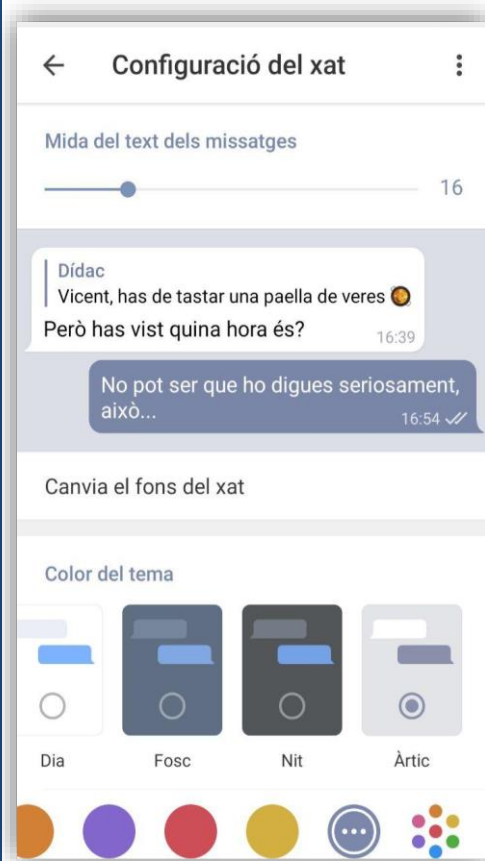 Configuració del xat
Mida del text dels missatges
16
Dídac
Vicent, has de tastar una paella de veres 🥘
Però has vist quina hora és?
16:39
No pot ser que ho digues seriosament,
això...
16:54
Canvia el fons del xat
Color del tema
Dia
Fosc
Nit
Àrtic